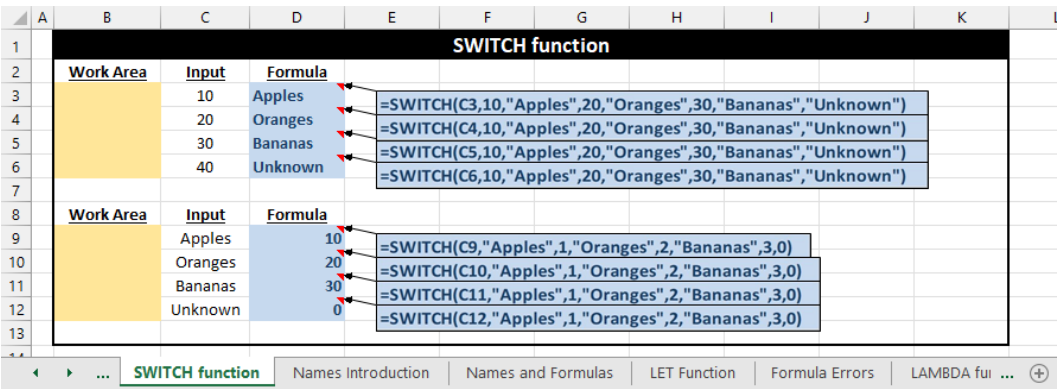 A B C D E F G H I J K L
1 SWITCH function
2 Work Area Input Formula
3 10 Apples =SWITCH(C3,10,"Apples",20,"Oranges",30,"Bananas","Unknown")
4 20 Oranges =SWITCH(C4,10,"Apples",20,"Oranges",30,"Bananas","Unknown")
5 30 Bananas =SWITCH(C5,10,"Apples",20,"Oranges",30,"Bananas","Unknown")
6 40 Unknown =SWITCH(C6,10,"Apples",20,"Oranges",30,"Bananas","Unknown")
7
8 Work Area Input Formula
9 Apples 10 =SWITCH(C9,"Apples",1,"Oranges",2,"Bananas",3,0)
10 Oranges 20 =SWITCH(C10,"Apples",1,"Oranges",2,"Bananas",3,0)
11 Bananas 30 =SWITCH(C11,"Apples",1,"Oranges",2,"Bananas",3,0)
12 Unknown 0 =SWITCH(C12,"Apples",1,"Oranges",2,"Bananas",3,0)
13
... SWITCH function Names Introduction Names and Formulas LET Function Formula Errors LAMBDA fu ...